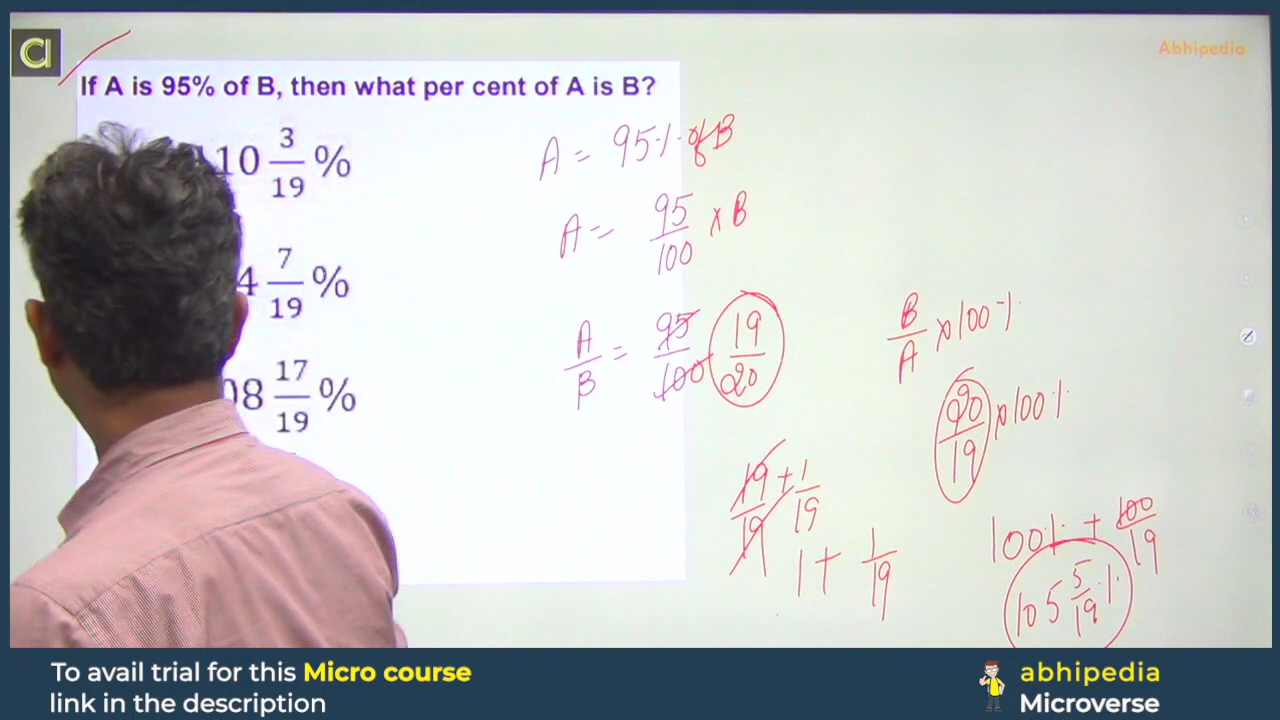 CA
Abhipedia
If A is 95% of B, then what per cent of A is B?
10 3/19 %
4 7/19 %
08 17/19 %
A = 95% of B
A = 95/100 × B
A/B = 95/100 19/20
B/A × 100%
20/19 × 100%
19/19 + 1/19
1 + 1/19
100% + 100/19
105 5/19 %
To avail trial for this Micro course
link in the description
abhipedia
Microverse